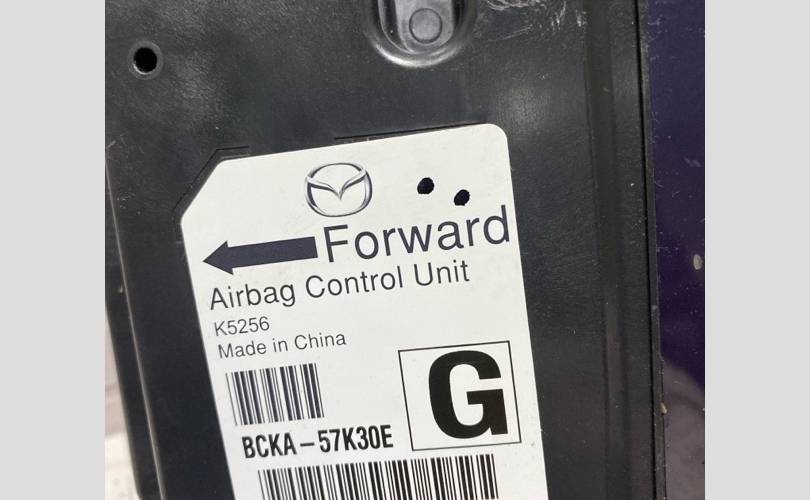 Forward
Airbag Control Unit
K5256
Made in China
G
BCKA-57K30E